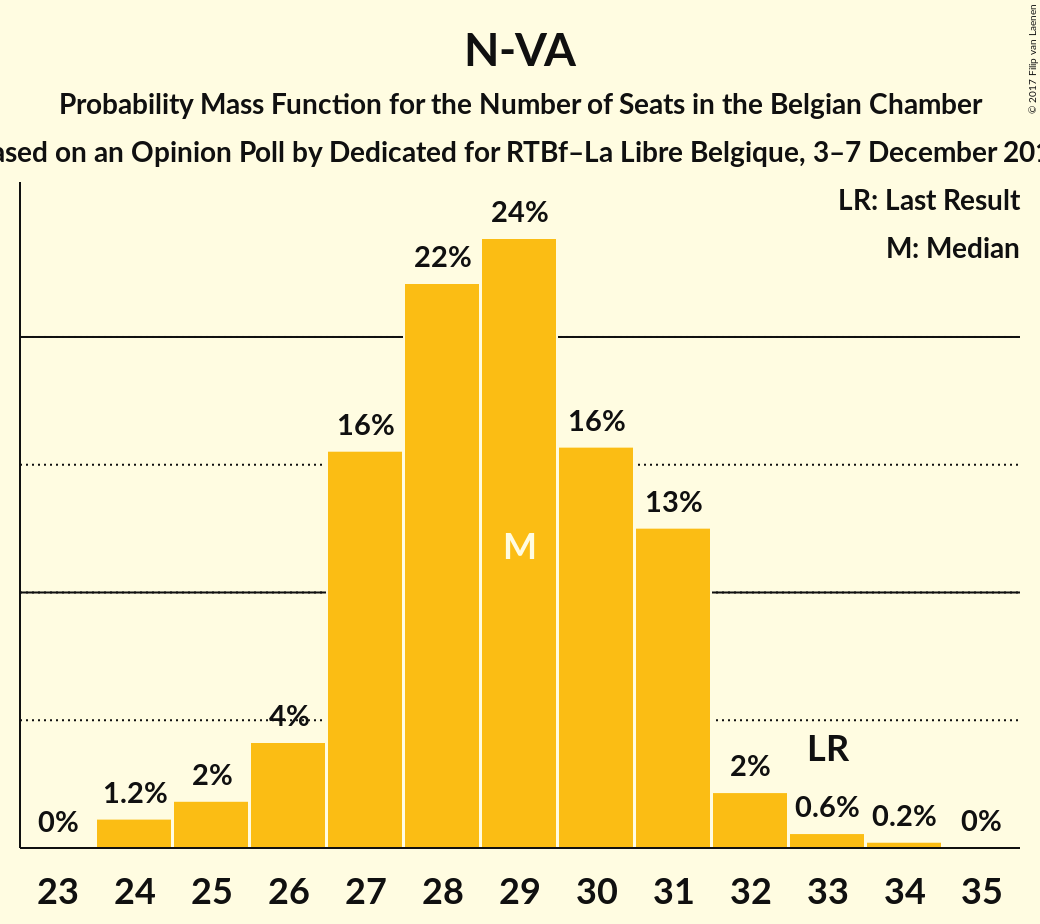 N-VA
Probability Mass Function for the Number of Seats in the Belgian Chamber
on an Opinion Poll by Dedicated for RTBf–La Libre Belgique, 3–7 December
© 2017 Filip van Laenen
LR: Last Result
M: Median
0%
1.2%
2%
4%
16%
22%
24%
16%
13%
2%
0.6%
0.2%
0%
M
LR
23 24 25 26 27 28 29 30 31 32 33 34 35